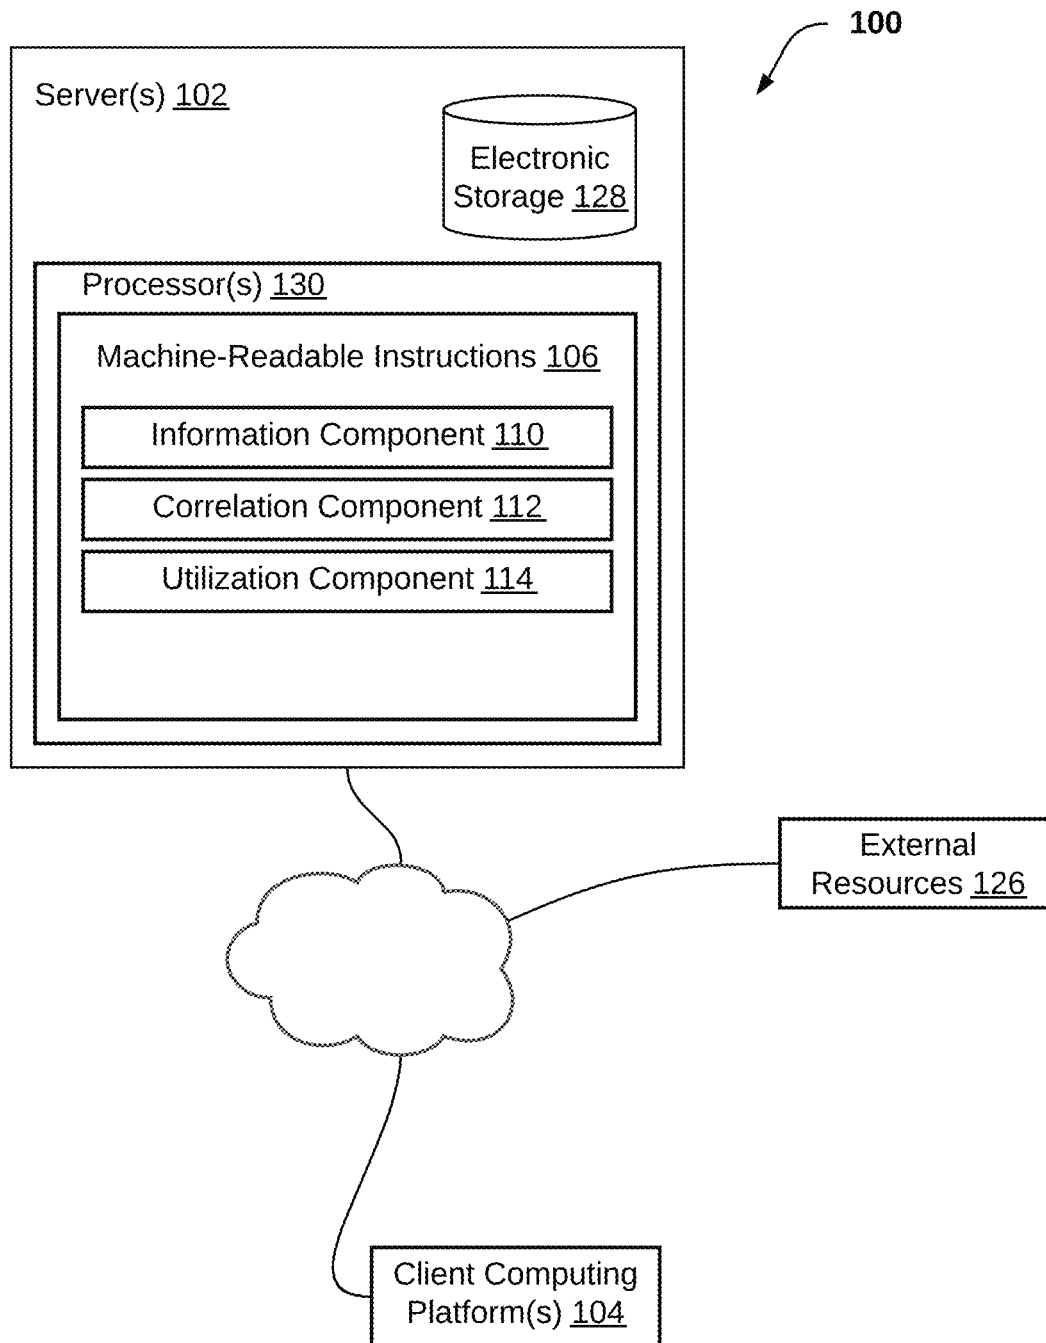 100
Server(s) 102
Electronic
Storage 128
Processor(s) 130
Machine-Readable Instructions 106
Information Component 110
Correlation Component 112
Utilization Component 114
External
Resources 126
Client Computing
Platform(s) 104